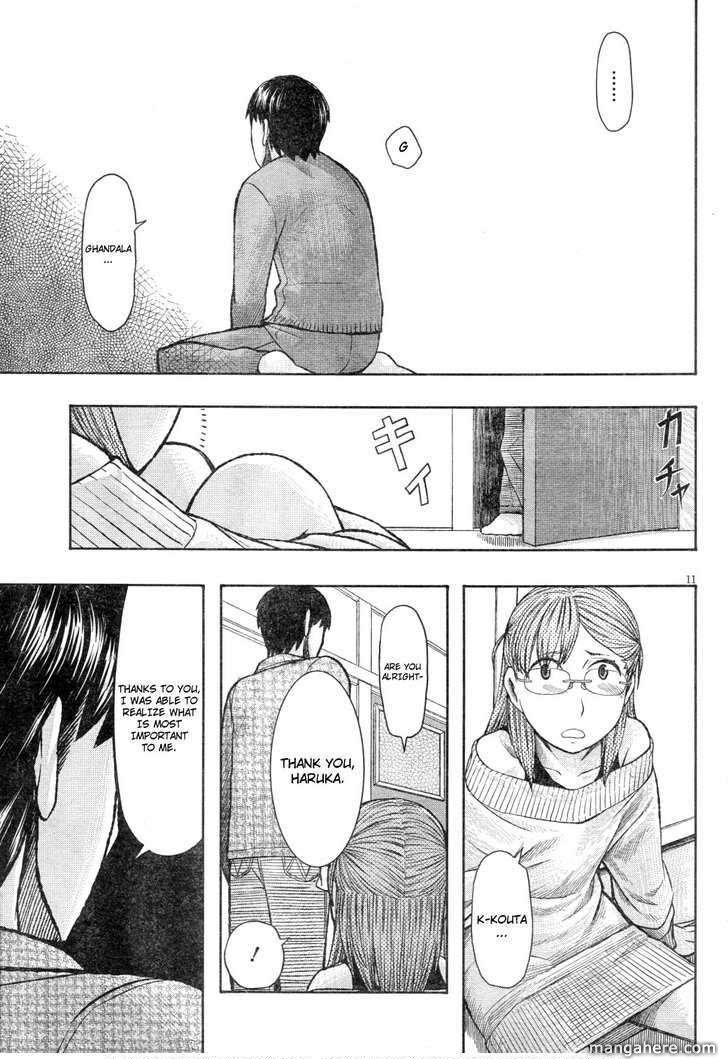 .......
G
GHANDALA
...
ガチャ
キィ
11
K-KOUTA
...
ARE YOU
ALRIGHT-
THANK YOU,
HARUKA.
!
THANKS TO YOU,
I WAS ABLE TO
REALIZE WHAT
IS MOST
IMPORTANT
TO ME.
mangahere.com